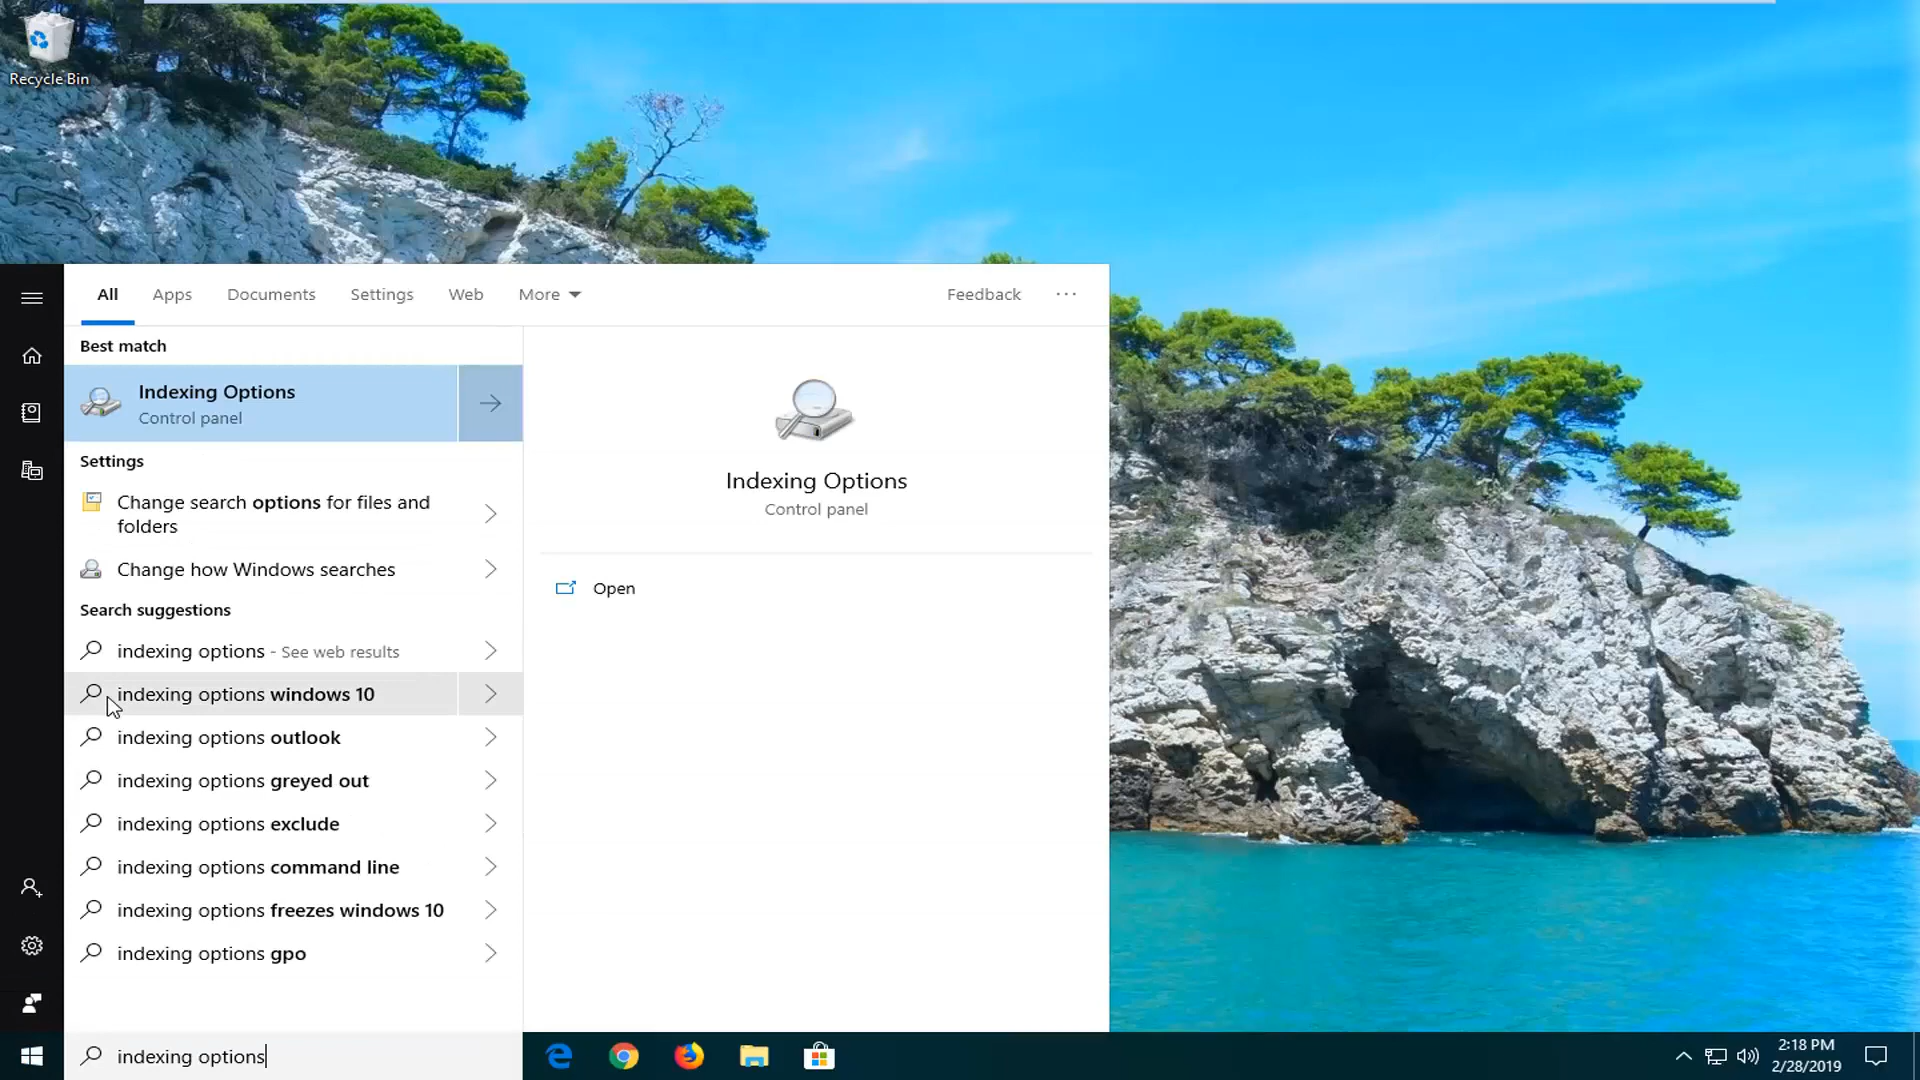 Recycle Bin
All Apps Documents Settings Web More Feedback ...
Best match
Indexing Options
Control panel
Settings
Change search options for files and
folders
Change how Windows searches
Search suggestions
indexing options - See web results
indexing options windows 10
indexing options outlook
indexing options greyed out
indexing options exclude
indexing options command line
indexing options freezes windows 10
indexing options gpo
Indexing Options
Control panel
Open
indexing options
2:18 PM
2/28/2019